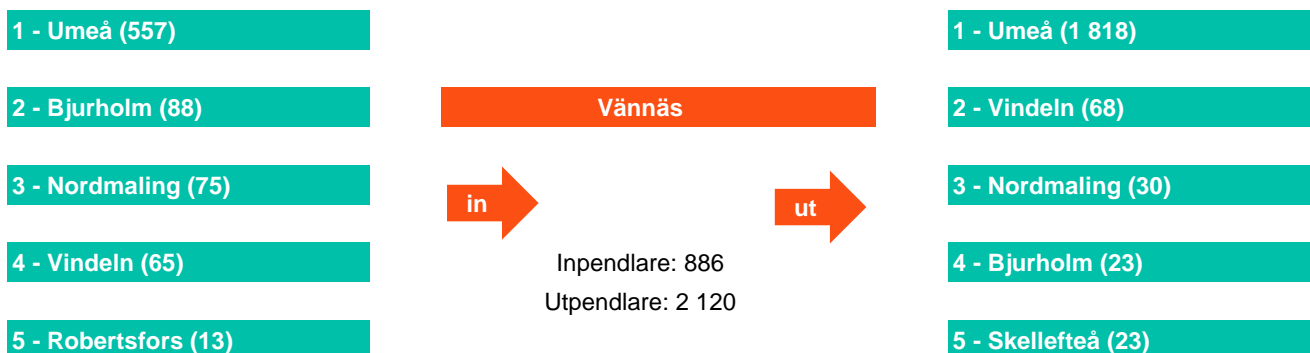 1 - Umeå (557)
2 - Bjurholm (88)
3 - Nordmaling (75)
4 - Vindeln (65)
5 - Robertsfors (13)
Vännäs
in
ut
Inpendlare: 886
Utpendlare: 2 120
1 - Umeå (1 818)
2 - Vindeln (68)
3 - Nordmaling (30)
4 - Bjurholm (23)
5 - Skellefteå (23)